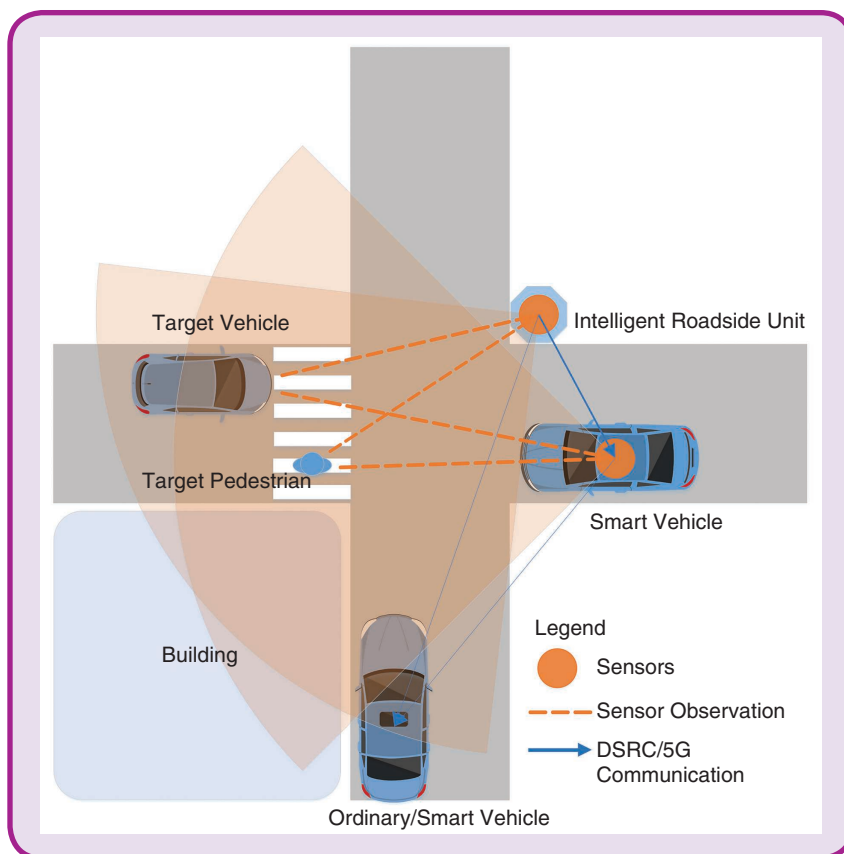 Target Vehicle
Intelligent Roadside Unit
Target Pedestrian
Smart Vehicle
Building
Legend
Sensors
Sensor Observation
DSRC/5G
Communication
Ordinary/Smart Vehicle